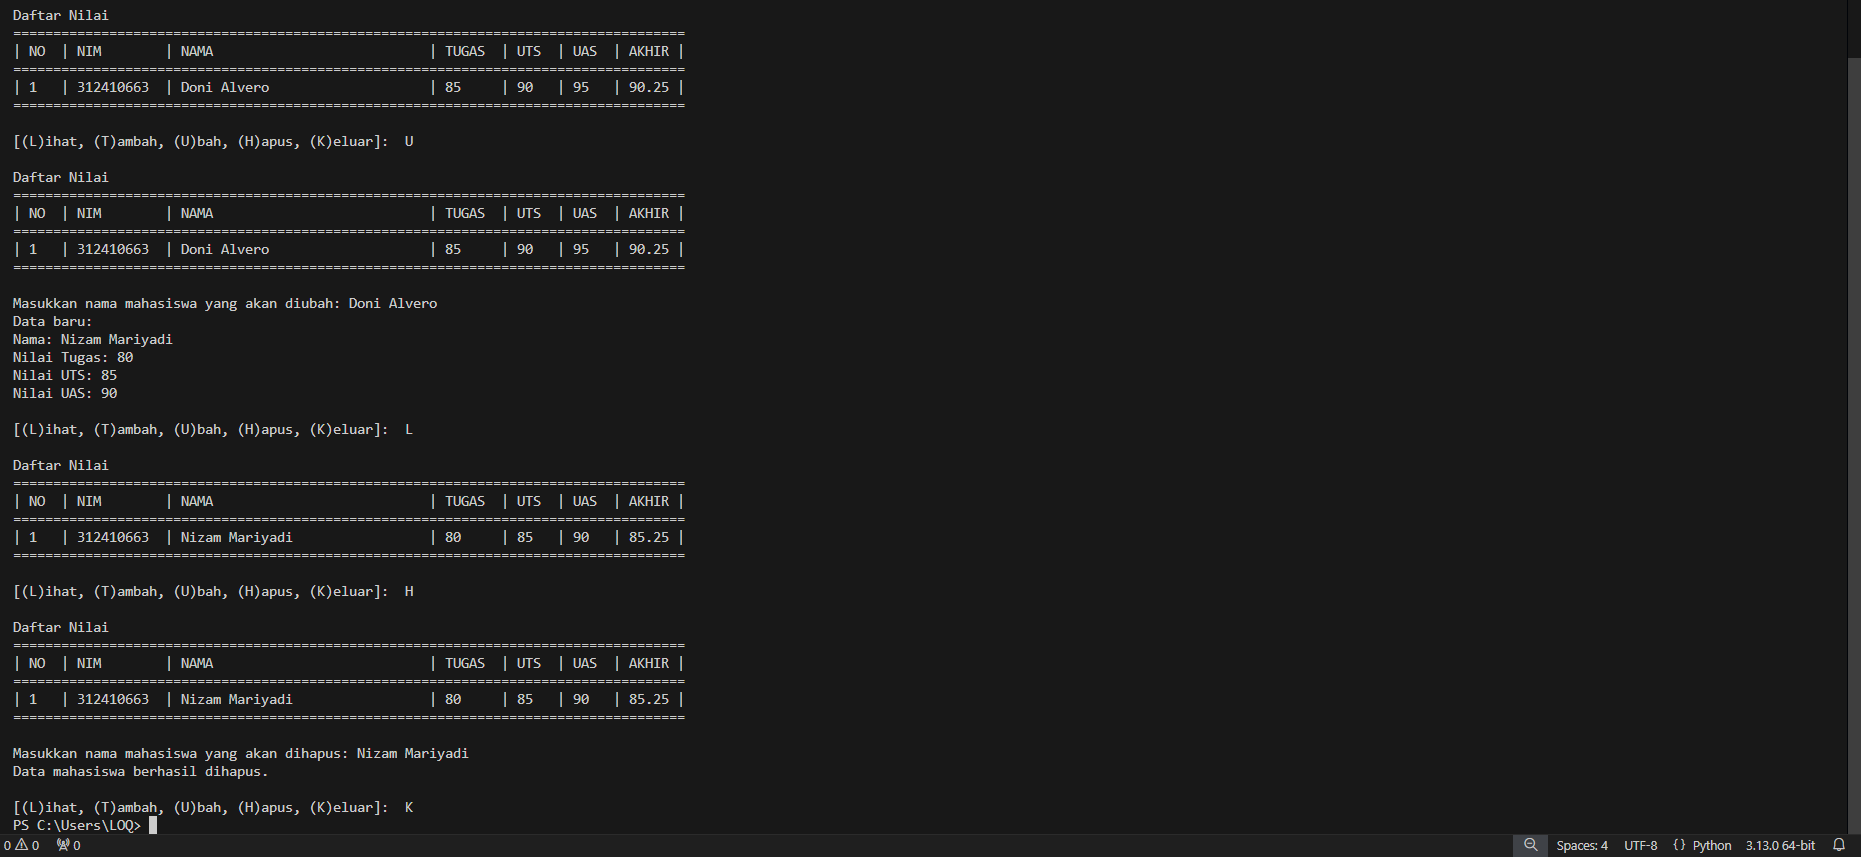 Daftar Nilai
====================================================================================
| NO  | NIM        | NAMA                           | TUGAS  | UTS  | UAS  | AKHIR |
====================================================================================
| 1   | 312410663  | Doni Alvero                    | 85     | 90   | 95   | 90.25 |
====================================================================================
[(L)ihat, (T)ambah, (U)bah, (H)apus, (K)eluar]:  U
Daftar Nilai
====================================================================================
| NO  | NIM        | NAMA                           | TUGAS  | UTS  | UAS  | AKHIR |
====================================================================================
| 1   | 312410663  | Doni Alvero                    | 85     | 90   | 95   | 90.25 |
====================================================================================
Masukkan nama mahasiswa yang akan diubah: Doni Alvero
Data baru:
Nama: Nizam Mariyadi
Nilai Tugas: 80
Nilai UTS: 85
Nilai UAS: 90
[(L)ihat, (T)ambah, (U)bah, (H)apus, (K)eluar]:  L
Daftar Nilai
====================================================================================
| NO  | NIM        | NAMA                           | TUGAS  | UTS  | UAS  | AKHIR |
====================================================================================
| 1   | 312410663  | Nizam Mariyadi                 | 80     | 85   | 90   | 85.25 |
====================================================================================
[(L)ihat, (T)ambah, (U)bah, (H)apus, (K)eluar]:  H
Daftar Nilai
====================================================================================
| NO  | NIM        | NAMA                           | TUGAS  | UTS  | UAS  | AKHIR |
====================================================================================
| 1   | 312410663  | Nizam Mariyadi                 | 80     | 85   | 90   | 85.25 |
====================================================================================
Masukkan nama mahasiswa yang akan dihapus: Nizam Mariyadi
Data mahasiswa berhasil dihapus.
[(L)ihat, (T)ambah, (U)bah, (H)apus, (K)eluar]:  K
PS C:\Users\LOQ>
0 0 0 Spaces: 4 UTF-8 {} Python 3.13.0 64-bit